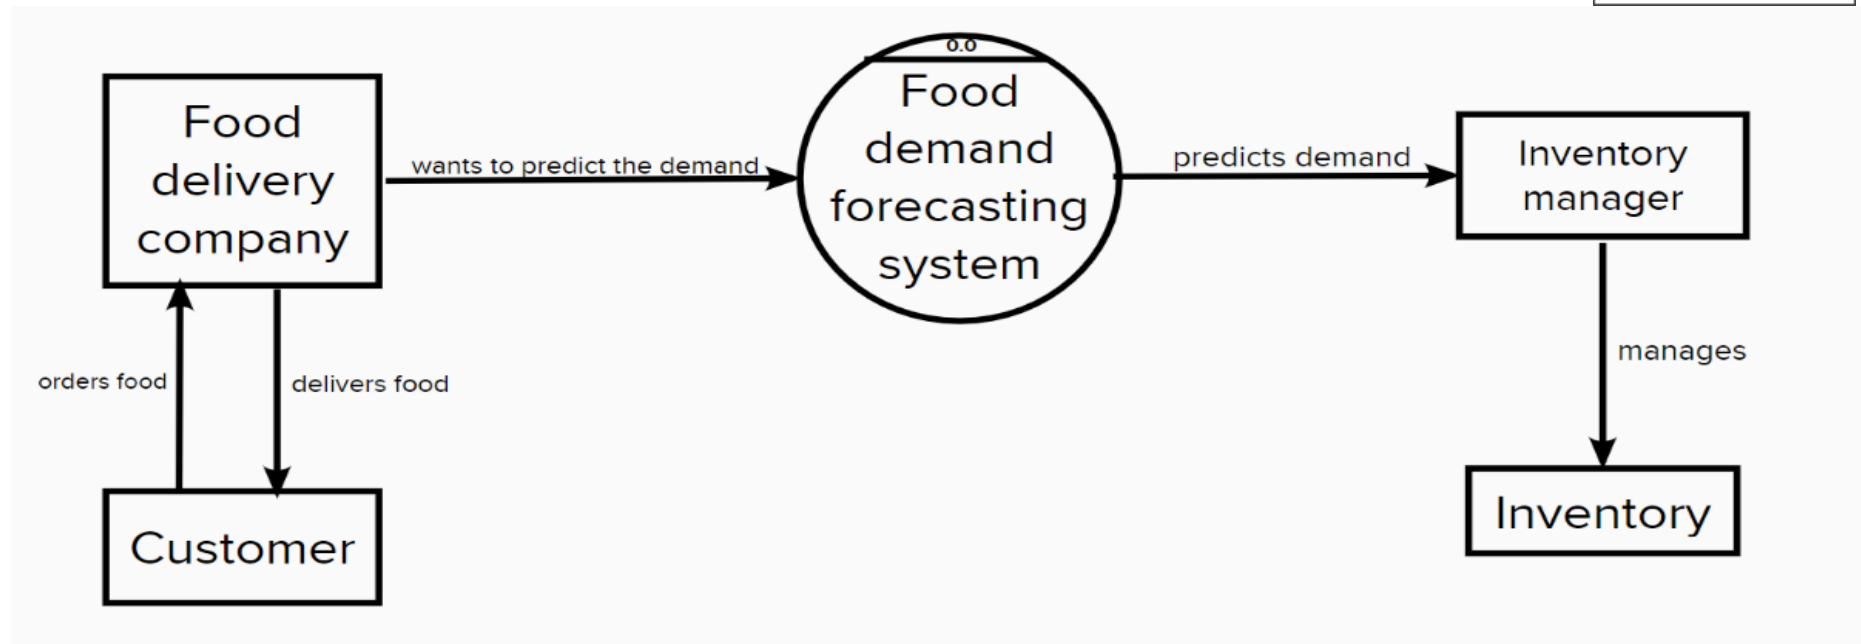 0.0
Food
delivery
company
wants to predict the demand
Food
demand
forecasting
system
predicts demand
Inventory
manager
orders food
delivers food
manages
Customer
Inventory